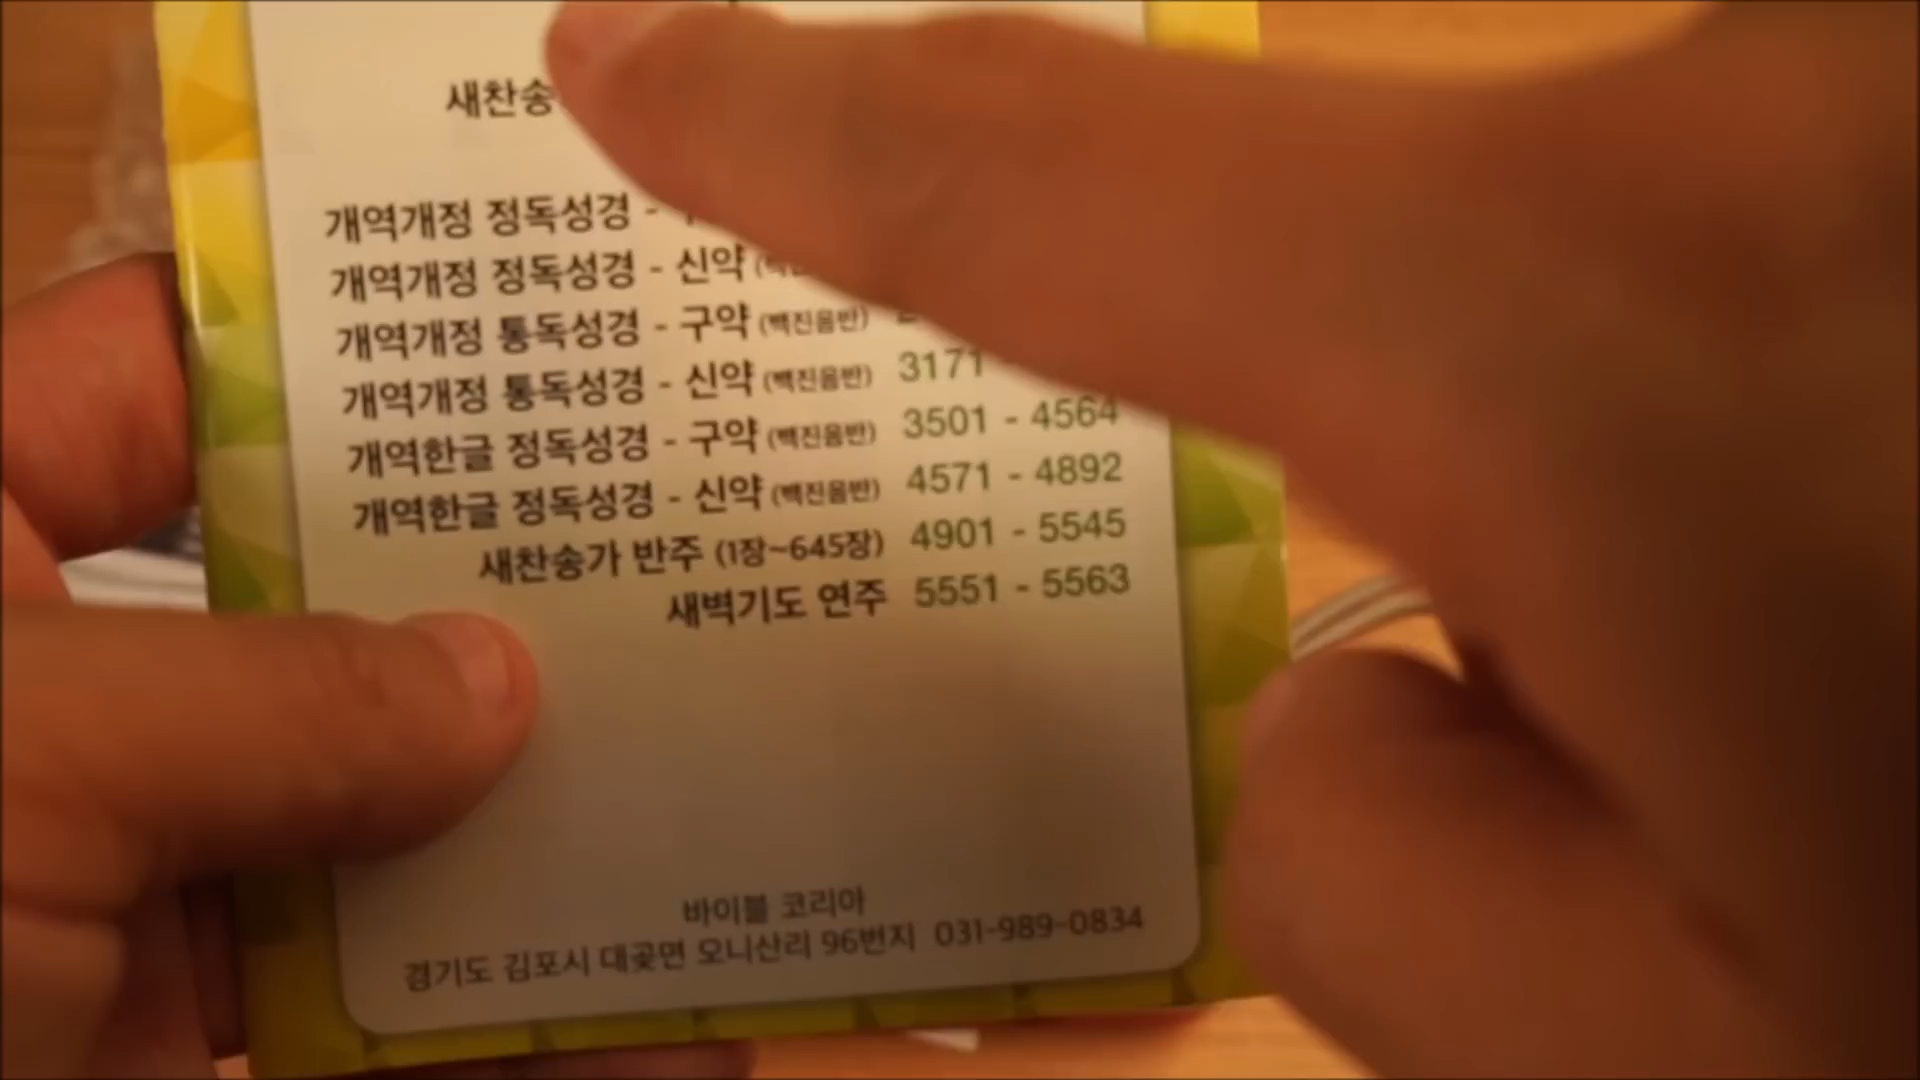 새찬송
개역개정 정독성경 -
개역개정 정독성경 - 신약
개역개정 통독성경 - 구약 (백진음반)
개역개정 통독성경 - 신약 (백진음반) 3171
개역한글 정독성경 - 구약 (백진음반) 3501 - 4564
개역한글 정독성경 - 신약 (백진음반) 4571 - 4892
새찬송가 반주 (1장~645장) 4901 - 5545
새벽기도 연주 5551 - 5563
바이블 코리아
경기도 김포시 대곶면 오니산리 96번지 031-989-0834